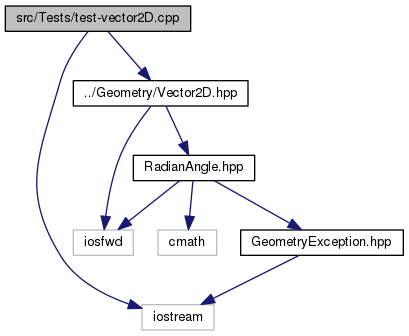 src/Tests/test-vector2D.cpp
../Geometry/Vector2D.hpp
RadianAngle.hpp
iosfwd
cmath
GeometryException.hpp
iostream